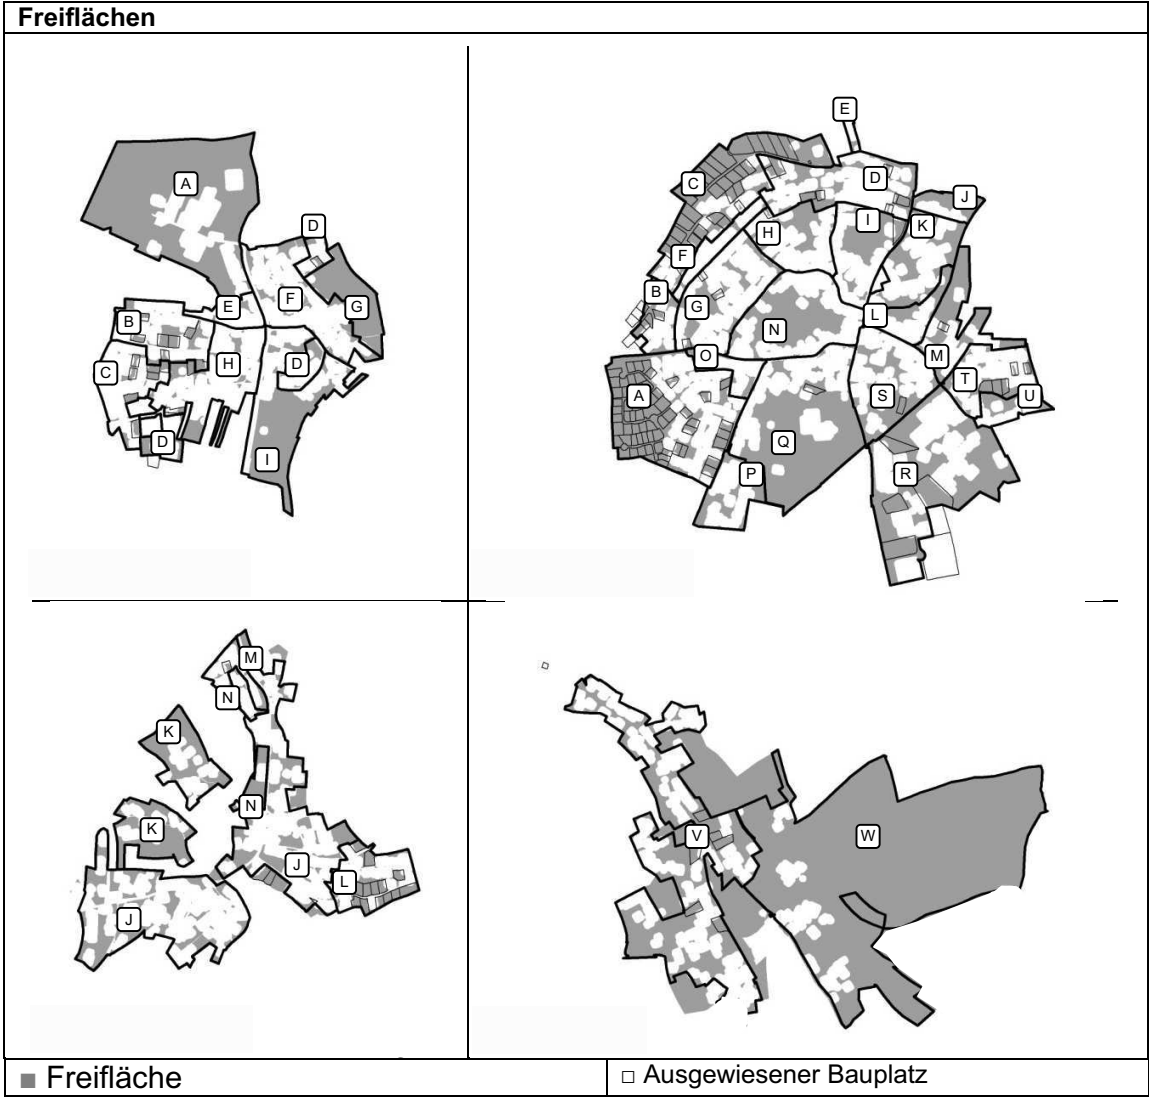 Freiflächen
A
D
E
F
G
B
H
D
C
D
I
E
C
D
J
I
K
H
F
B
G
L
N
O
M
T
A
S
U
Q
P
R
M
N
K
N
K
J
L
J
V
W
■ Freifläche
□ Ausgewiesener Bauplatz